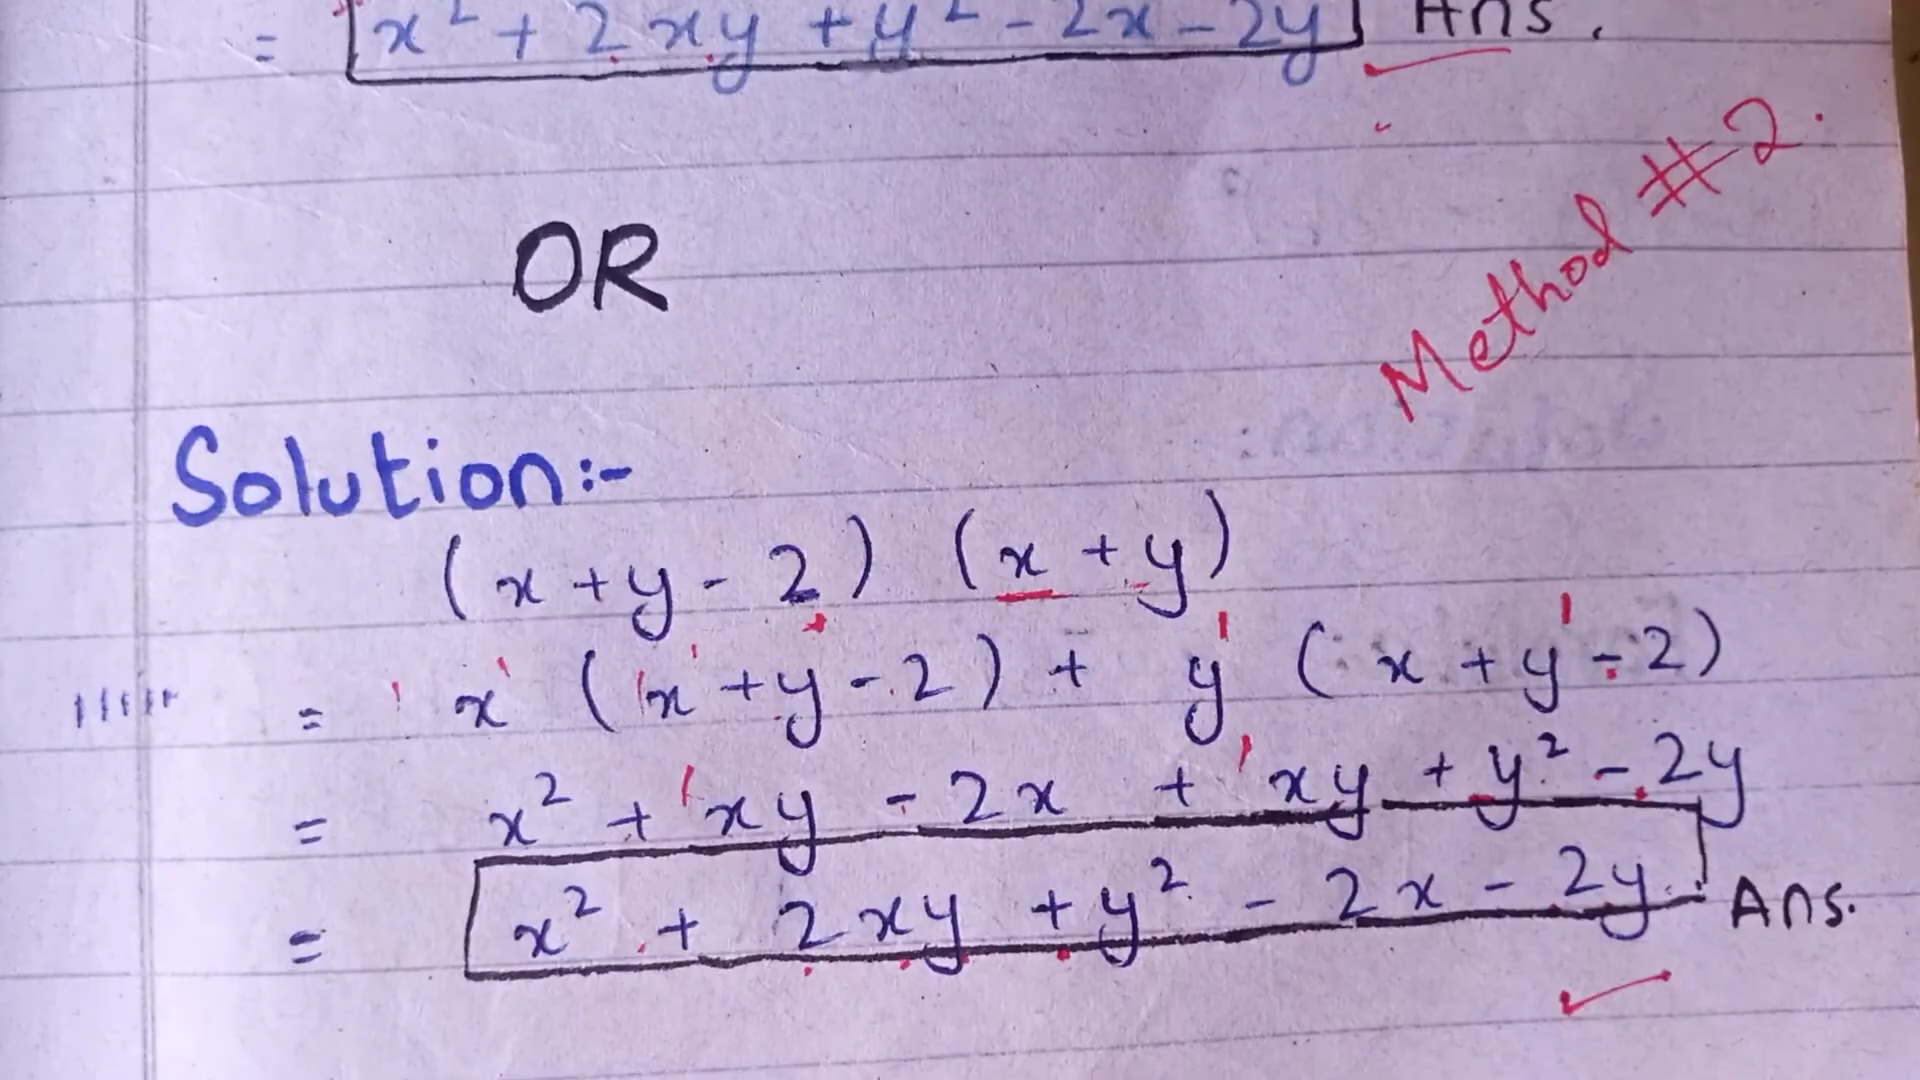 = x² + 2xy + y² - 2x - 2y Ans.
Method #2.
OR
Solution:-
(x + y - 2) (x + y)
= x (x + y - 2) + y (x + y - 2)
= x² + xy - 2x + xy + y² - 2y
= x² + 2xy + y² - 2x - 2y Ans.